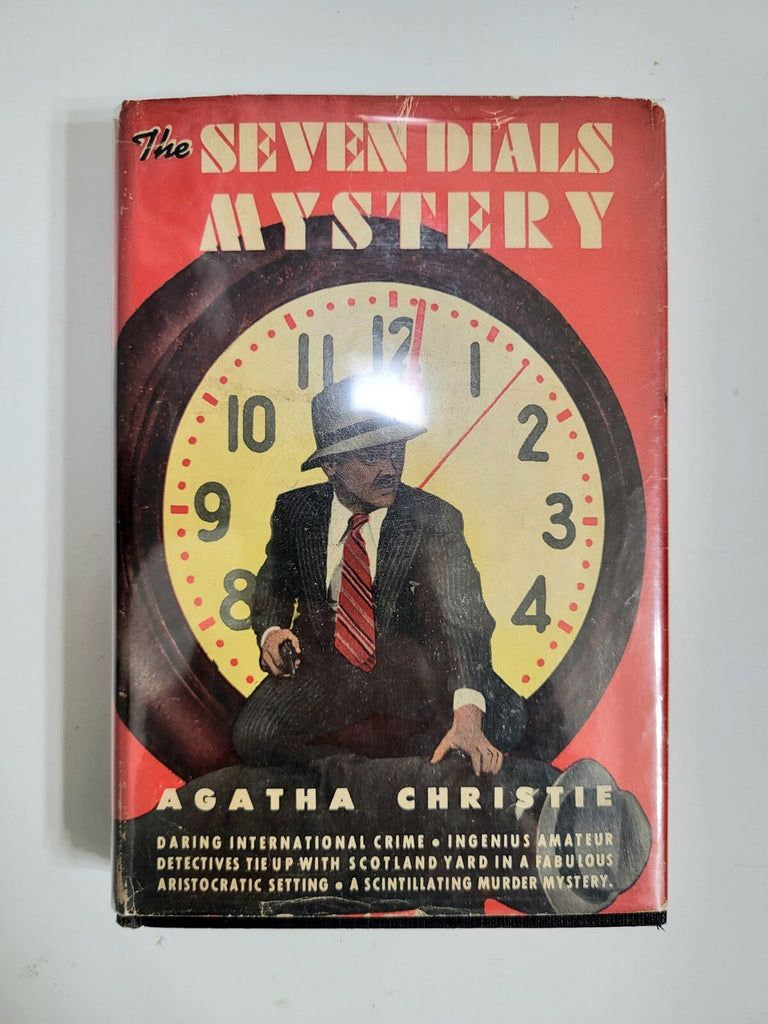 The SEVEN DIALS
MYSTERY
11 12 1
10 2
9 3
8 4
AGATHA CHRISTIE
DARING INTERNATIONAL CRIME • INGENIUS AMATEUR
DETECTIVES TIE UP WITH SCOTLAND YARD IN A FABULOUS
ARISTOCRATIC SETTING • A SCINTILLATING MURDER MYSTERY.